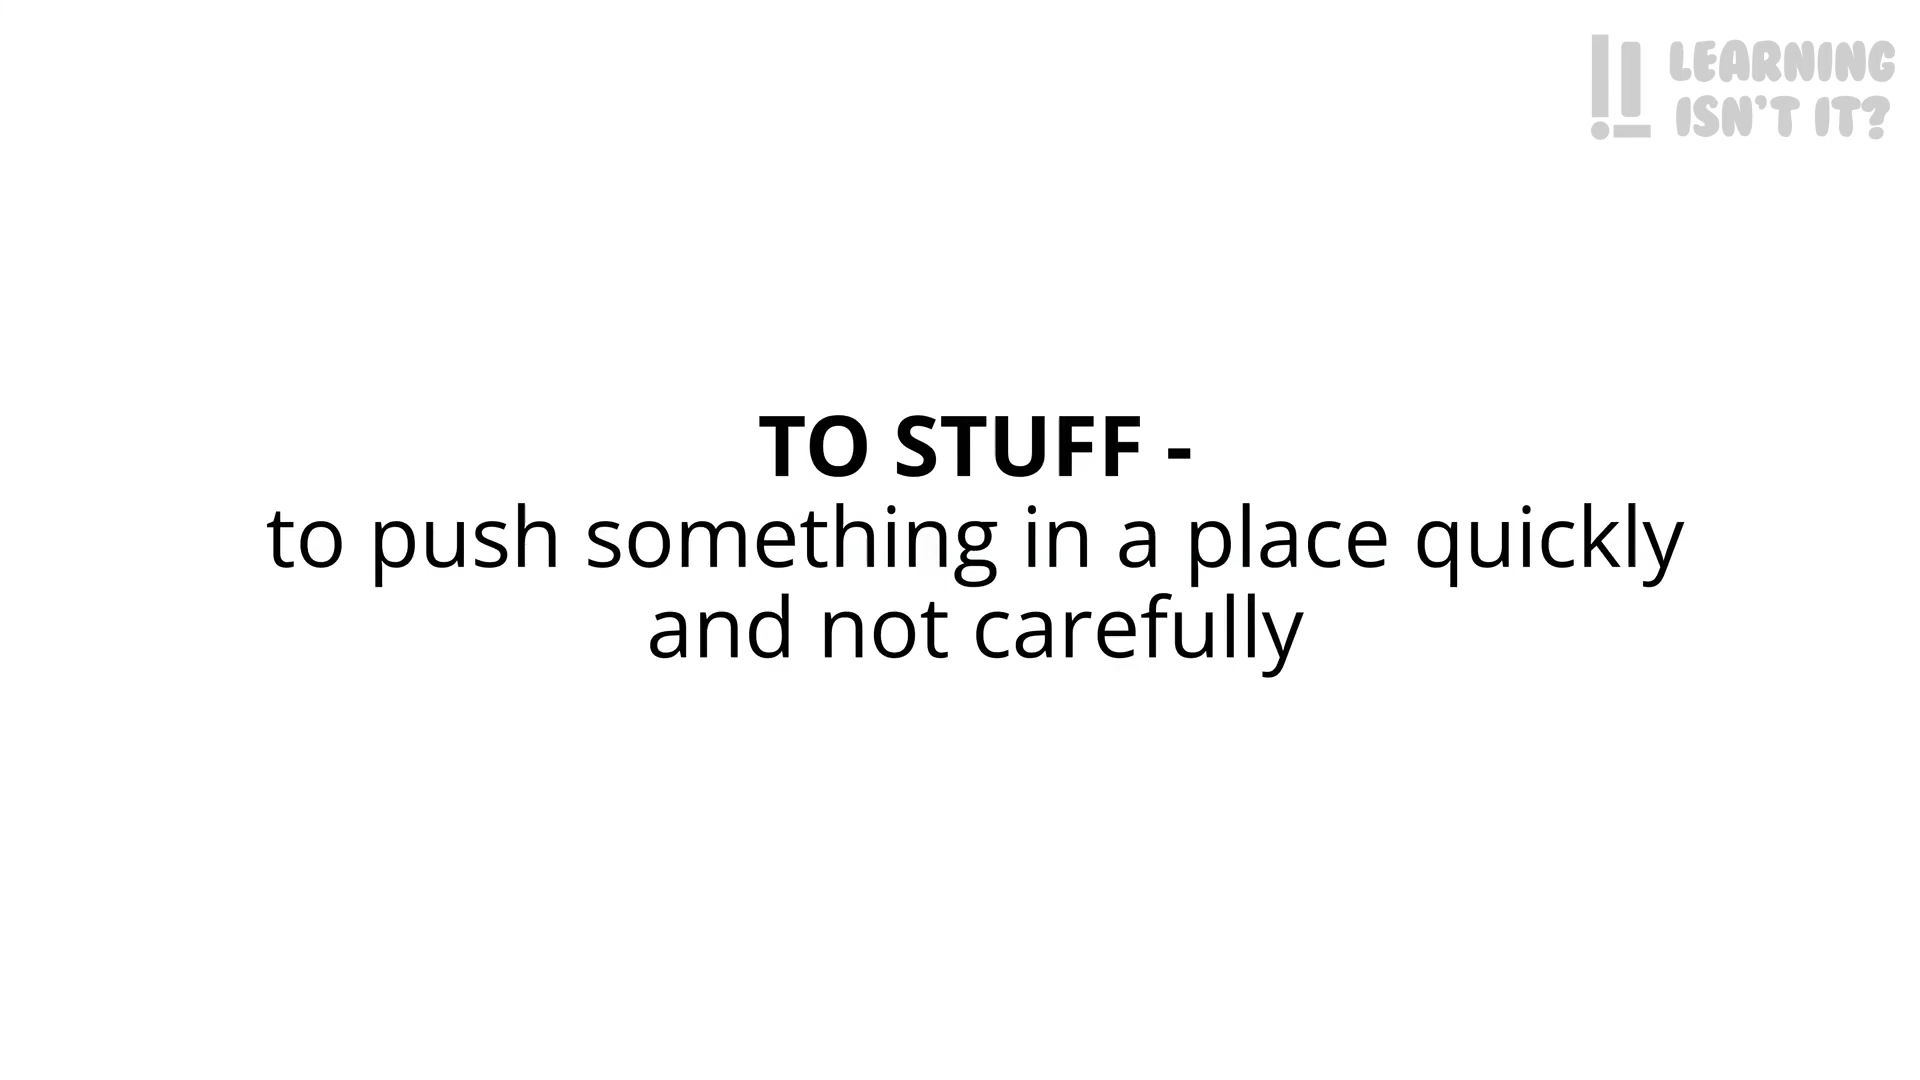 LEARNING
ISN'T IT?
TO STUFF -
to push something in a place quickly
and not carefully